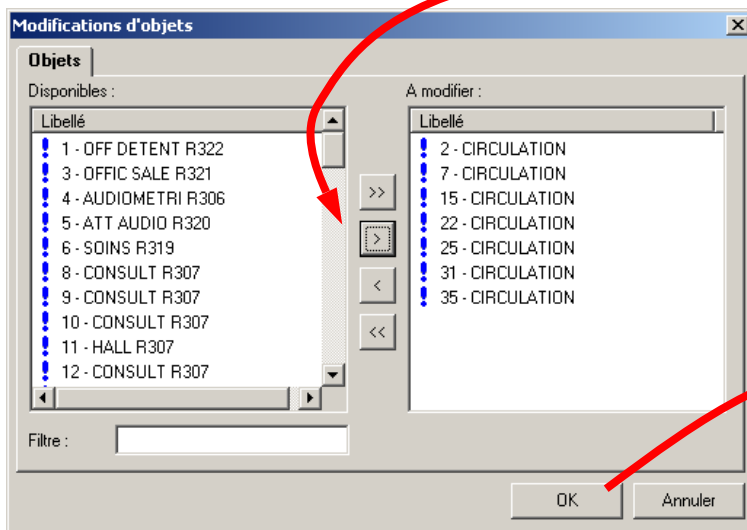 Modifications d'objets
Objets
Disponibles :
Libellé
1 - OFF DETENT R322
3 - OFFIC SALE R321
4 - AUDIOMETRI R306
5 - ATT AUDIO R320
6 - SOINS R319
8 - CONSULT R307
9 - CONSULT R307
10 - CONSULT R307
11 - HALL R307
12 - CONSULT R307
Filtre :
>>
>
<
<<
A modifier :
Libellé
2 - CIRCULATION
7 - CIRCULATION
15 - CIRCULATION
22 - CIRCULATION
25 - CIRCULATION
31 - CIRCULATION
35 - CIRCULATION
OK
Annuler